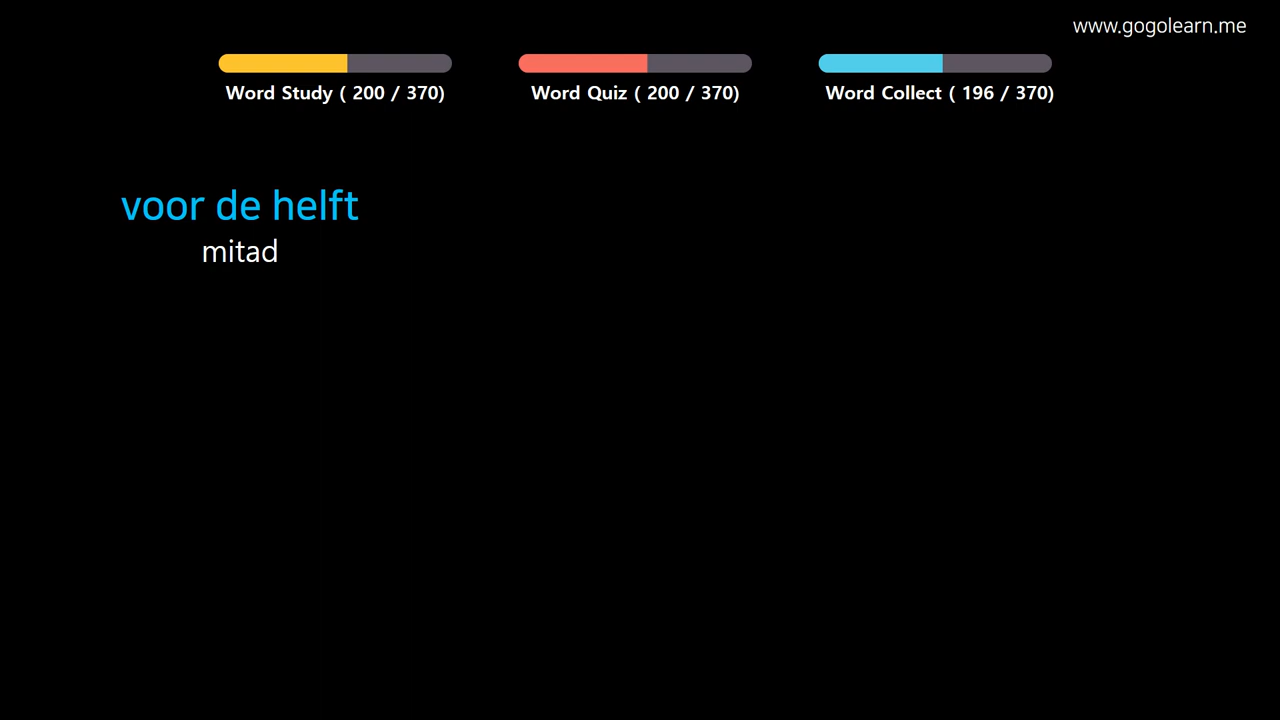 www.gogolearn.me
Word Study ( 200 / 370)
Word Quiz ( 200 / 370)
Word Collect ( 196 / 370)
voor de helft
mitad